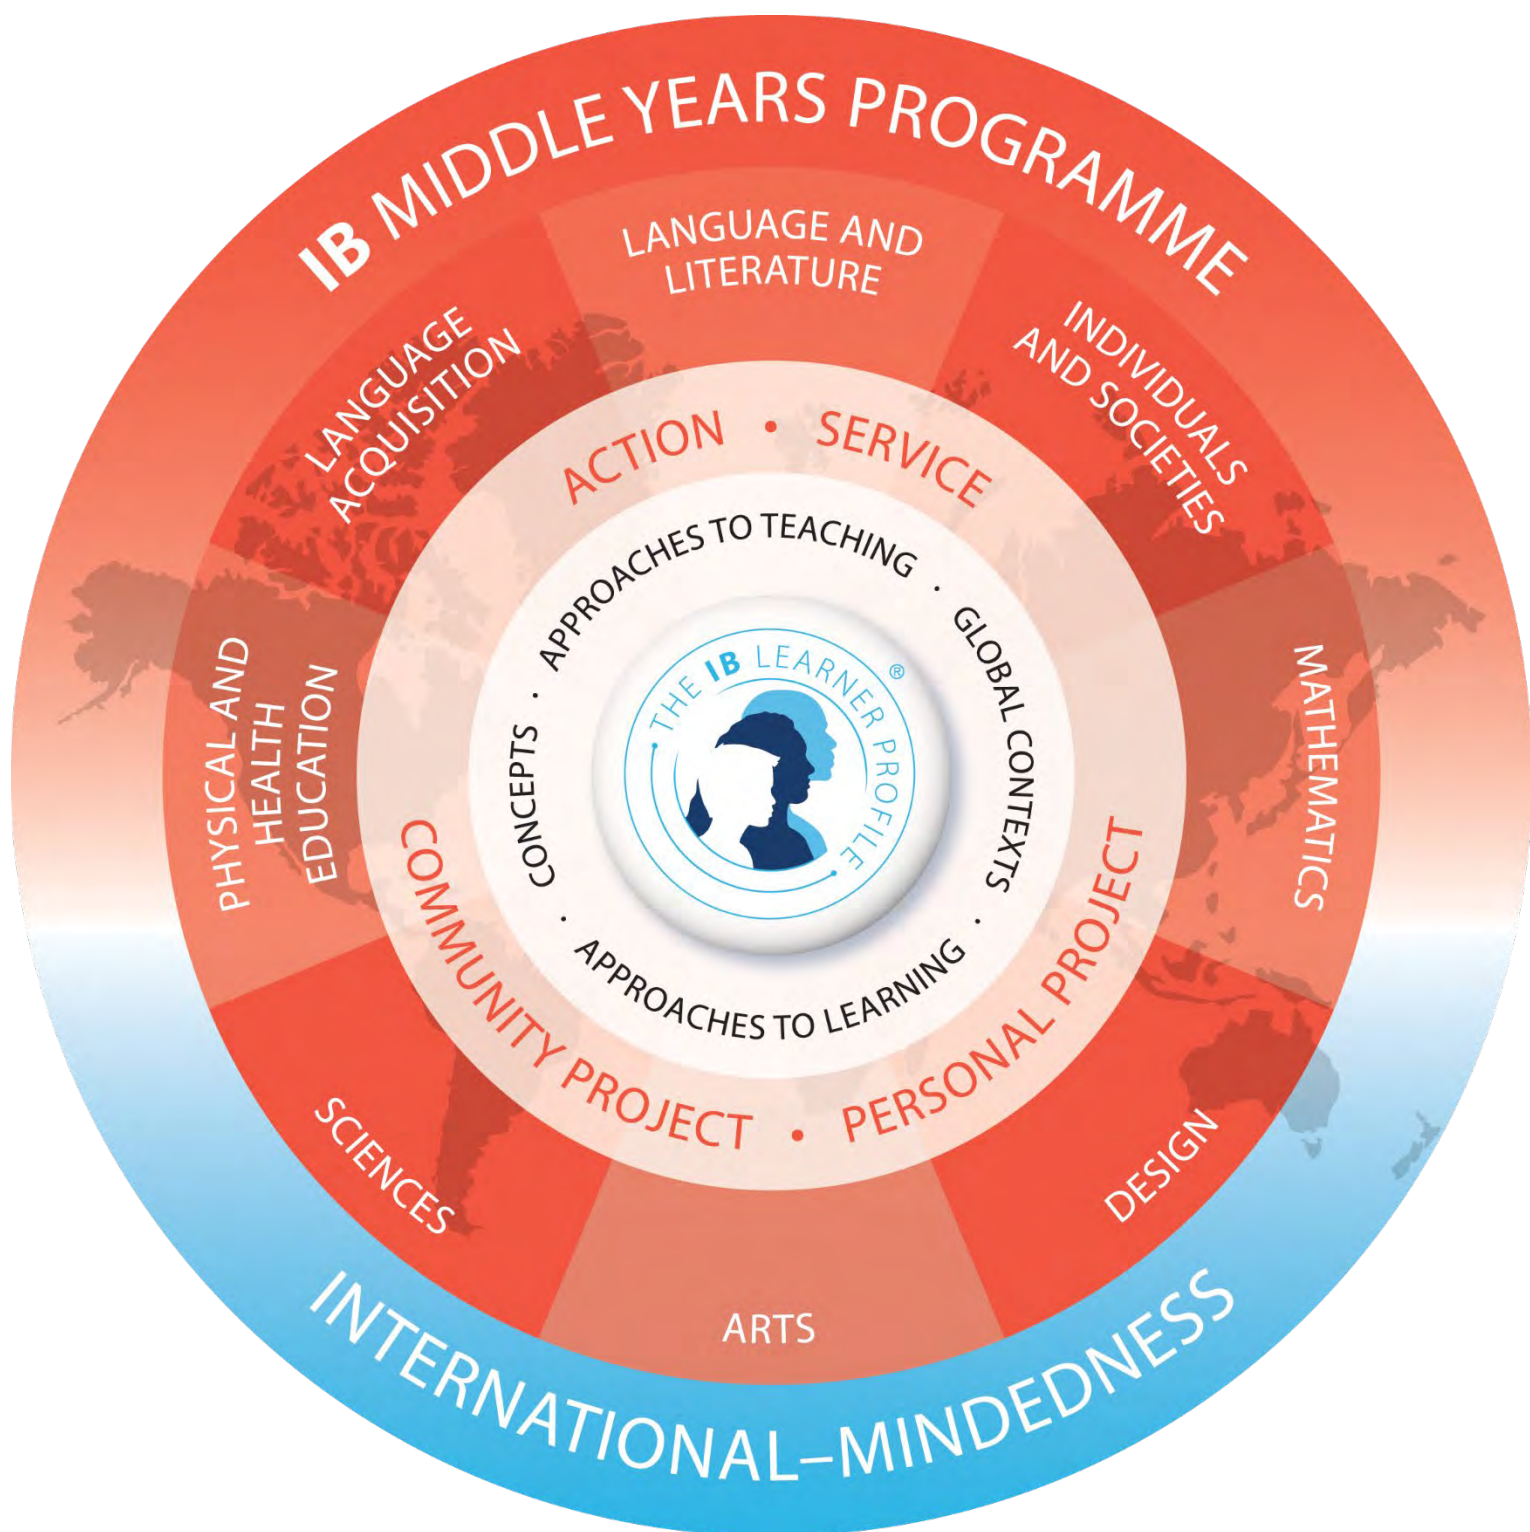 IB MIDDLE YEARS PROGRAMME
LANGUAGE AND
LITERATURE
INDIVIDUALS
AND SOCIETIES
MATHEMATICS
DESIGN
ARTS
SCIENCES
PHYSICAL AND
HEALTH
EDUCATION
LANGUAGE
ACQUISITION
ACTION • SERVICE
COMMUNITY PROJECT • PERSONAL PROJECT
APPROACHES TO TEACHING · GLOBAL CONTEXTS · APPROACHES TO LEARNING · CONCEPTS ·
THE IB LEARNER PROFILE ®
INTERNATIONAL–MINDEDNESS